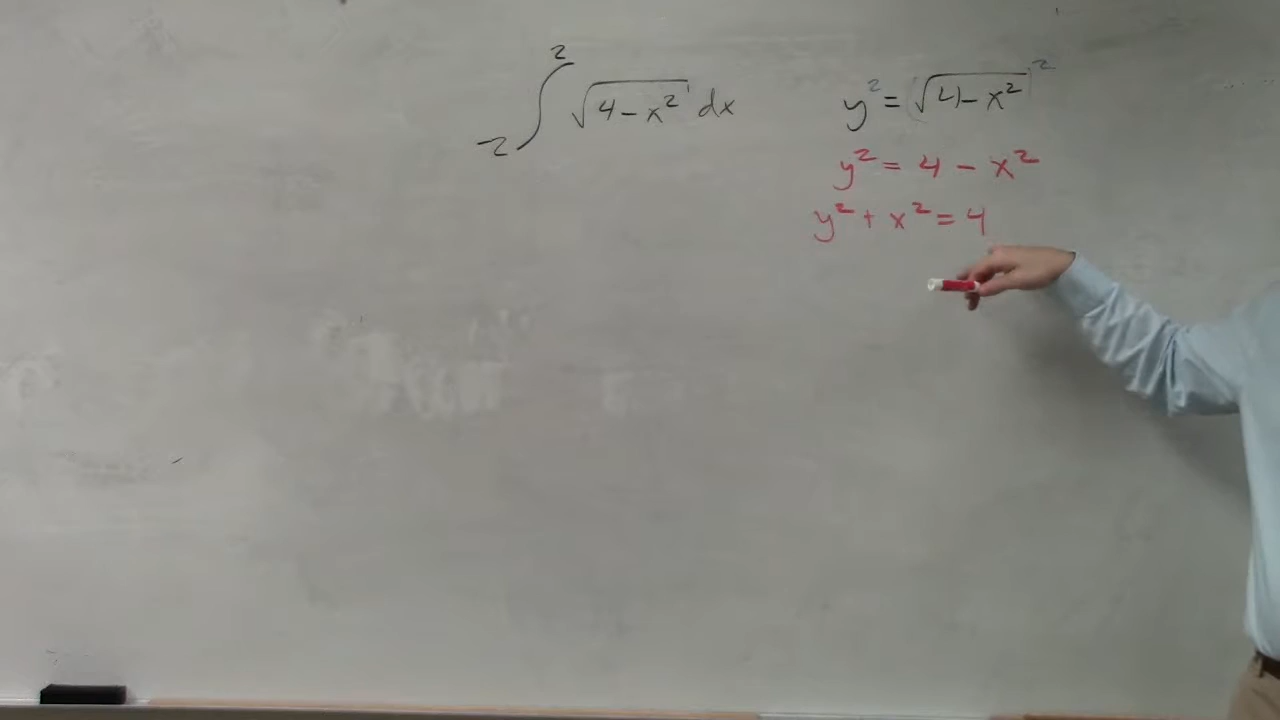 ∫_{-2}^{2} √(4-x²) dx
y² = (√(4-x²))²
y² = 4 - x²
y² + x² = 4